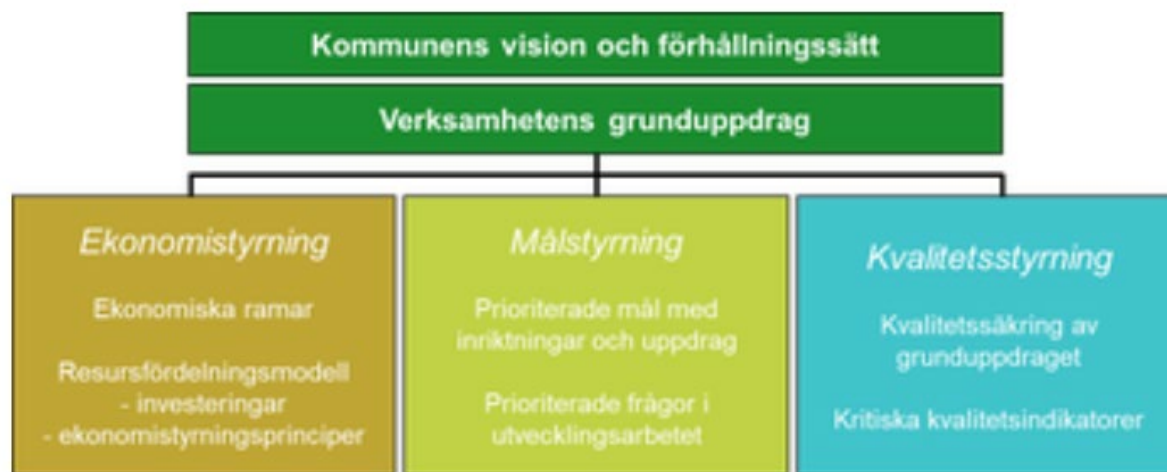 Kommunens vision och förhållningssätt
Verksamhetens grunduppdrag
Ekonomistyrning
Ekonomiska ramar
Resursfördelningsmodell
- investeringar
- ekonomistyrningsprinciper
Målstyrning
Prioriterade mål med
inriktningar och uppdrag
Prioriterade frågor i
utvecklingsarbetet
Kvalitetsstyrning
Kvalitetssäkring av
grunduppdraget
Kritiska kvalitetsindikatorer